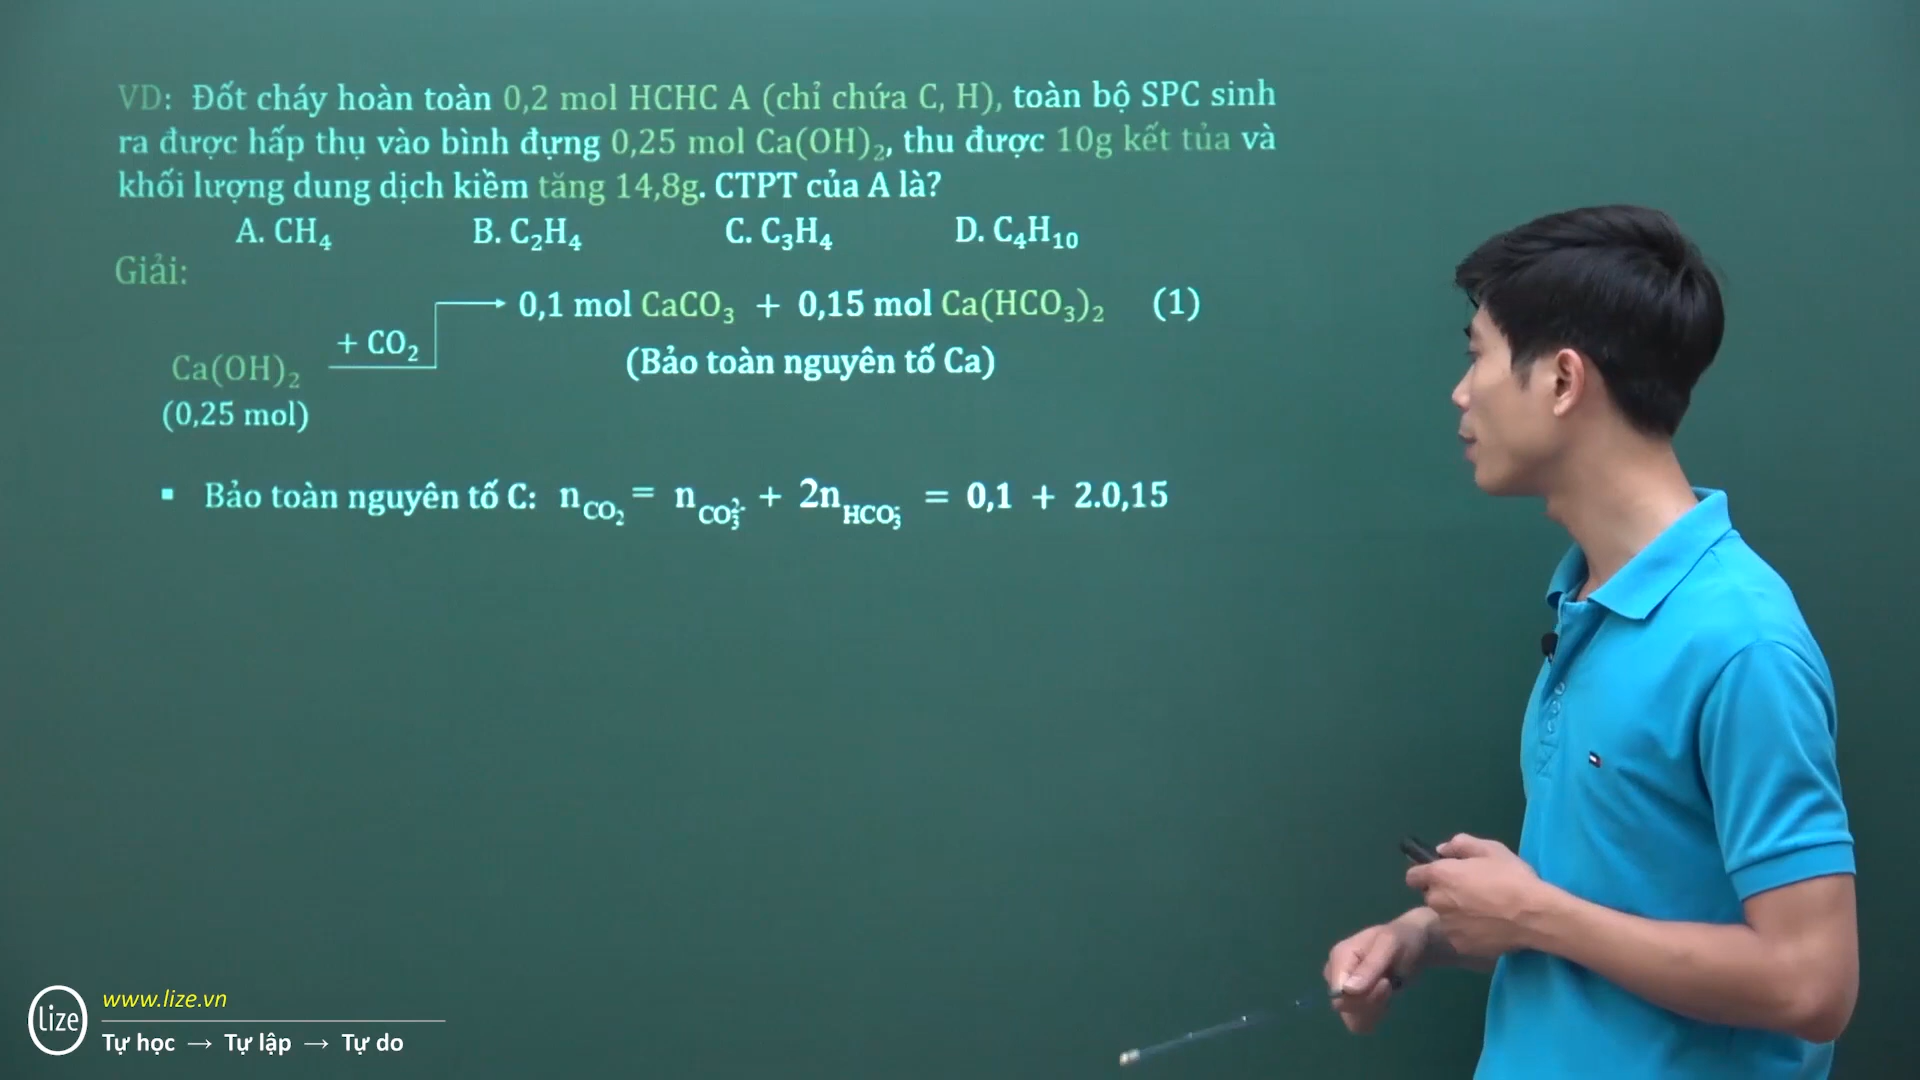 VD: Đốt cháy hoàn toàn 0,2 mol HCHC A (chỉ chứa C, H), toàn bộ SPC sinh
ra được hấp thụ vào bình đựng 0,25 mol Ca(OH)₂, thu được 10g kết tủa và
khối lượng dung dịch kiềm tăng 14,8g. CTPT của A là?
A. CH₄ B. C₂H₄ C. C₃H₄ D. C₄H₁₀
Giải:
0,1 mol CaCO₃ + 0,15 mol Ca(HCO₃)₂ (1)
+ CO₂
(Bảo toàn nguyên tố Ca)
Ca(OH)₂
(0,25 mol)
▪ Bảo toàn nguyên tố C: n_CO₂ = n_CO₃²⁻ + 2n_HCO₃⁻ = 0,1 + 2.0,15
lize
www.lize.vn
Tự học → Tự lập → Tự do